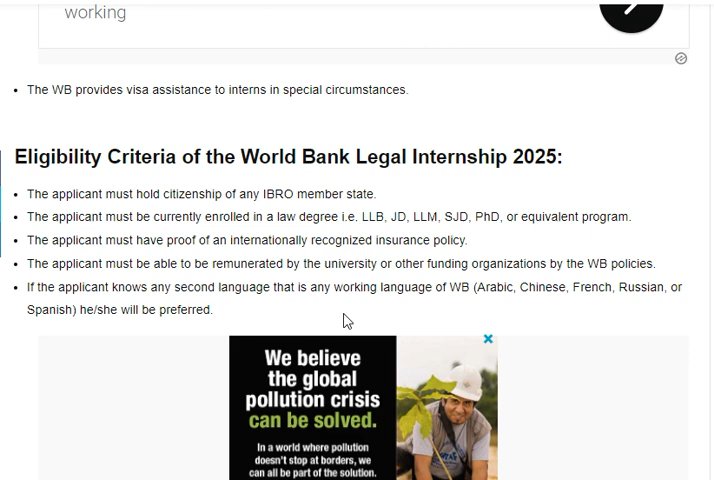 working
The WB provides visa assistance to interns in special circumstances.
Eligibility Criteria of the World Bank Legal Internship 2025:
The applicant must hold citizenship of any IBRO member state.
The applicant must be currently enrolled in a law degree i.e. LLB, JD, LLM, SJD, PhD, or equivalent program.
The applicant must have proof of an internationally recognized insurance policy.
The applicant must be able to be remunerated by the university or other funding organizations by the WB policies.
If the applicant knows any second language that is any working language of WB (Arabic, Chinese, French, Russian, or
Spanish) he/she will be preferred.
We believe
the global
pollution crisis
can be solved.
In a world where pollution
doesn't stop at borders, we
can all be part of the solution.